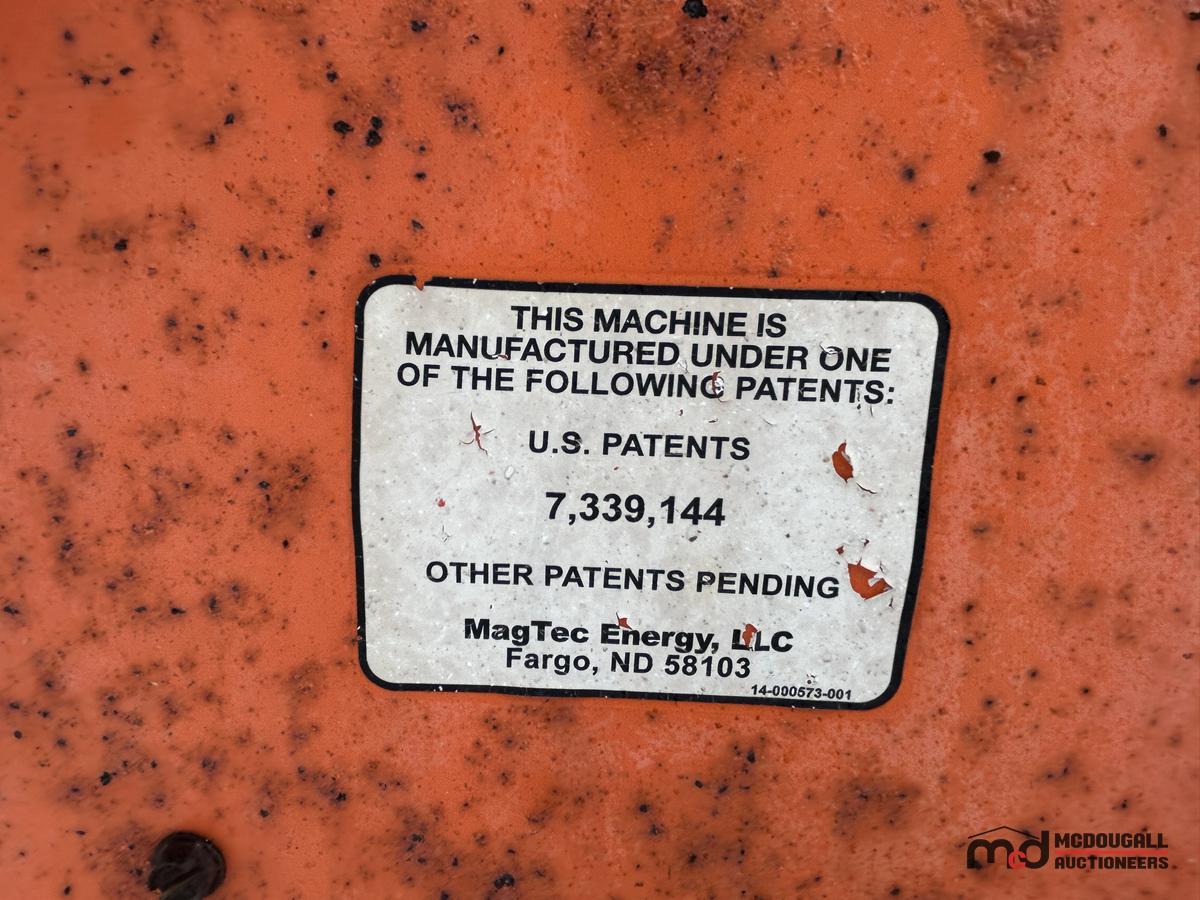 THIS MACHINE IS
MANUFACTURED UNDER ONE
OF THE FOLLOWING PATENTS:
U.S. PATENTS
7,339,144
OTHER PATENTS PENDING
MagTec Energy, LLC
Fargo, ND 58103
14-000573-001
mcd MCDOUGALL
AUCTIONEERS